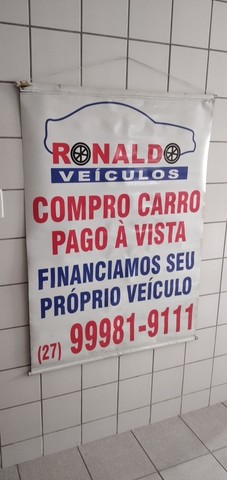 RONALDO
VEÍCULOS
COMPRO CARRO
PAGO À VISTA
FINANCIAMOS SEU
PRÓPRIO VEÍCULO
(27) 99981-9111